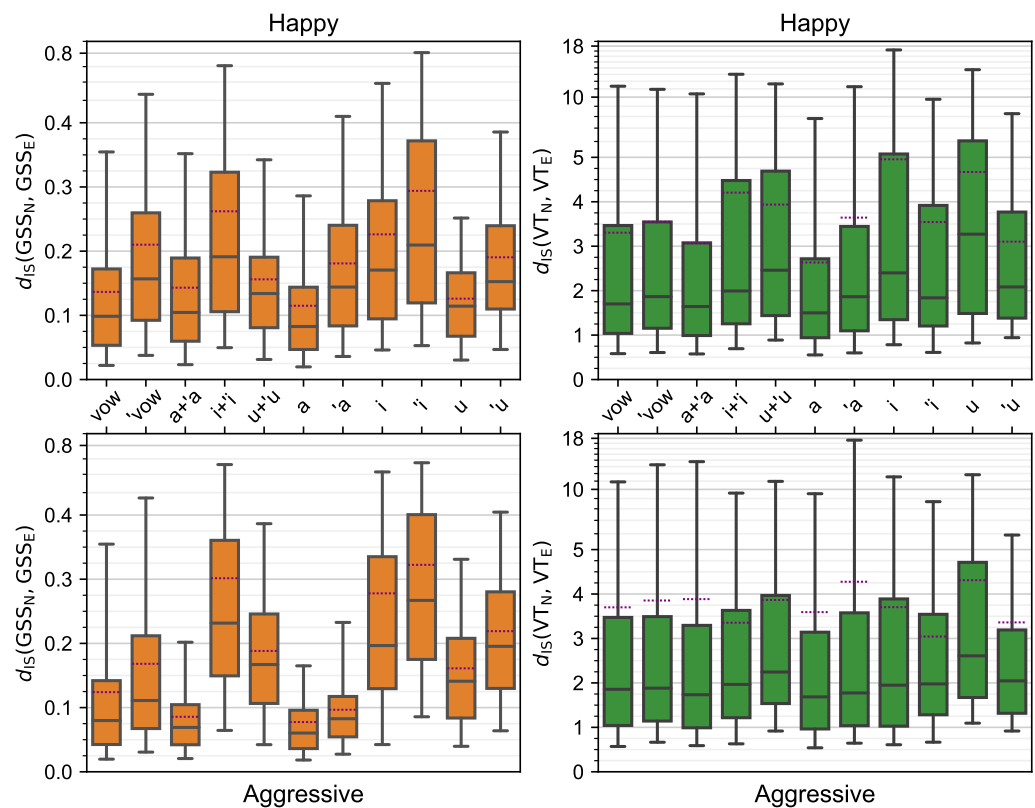 Happy
0.8
0.4
0.3
0.2
0.1
0.0
d_IS(GSS_N, GSS_E)
vow
'vow
a+'a
i+'i
u+'u
a
'a
i
'i
u
'u
Happy
18
10
5
4
3
2
1
0
d_IS(VT_N, VT_E)
vow
'vow
a+'a
i+'i
u+'u
a
'a
i
'i
u
'u
0.8
0.4
0.3
0.2
0.1
0.0
d_IS(GSS_N, GSS_E)
Aggressive
18
10
5
4
3
2
1
0
d_IS(VT_N, VT_E)
Aggressive